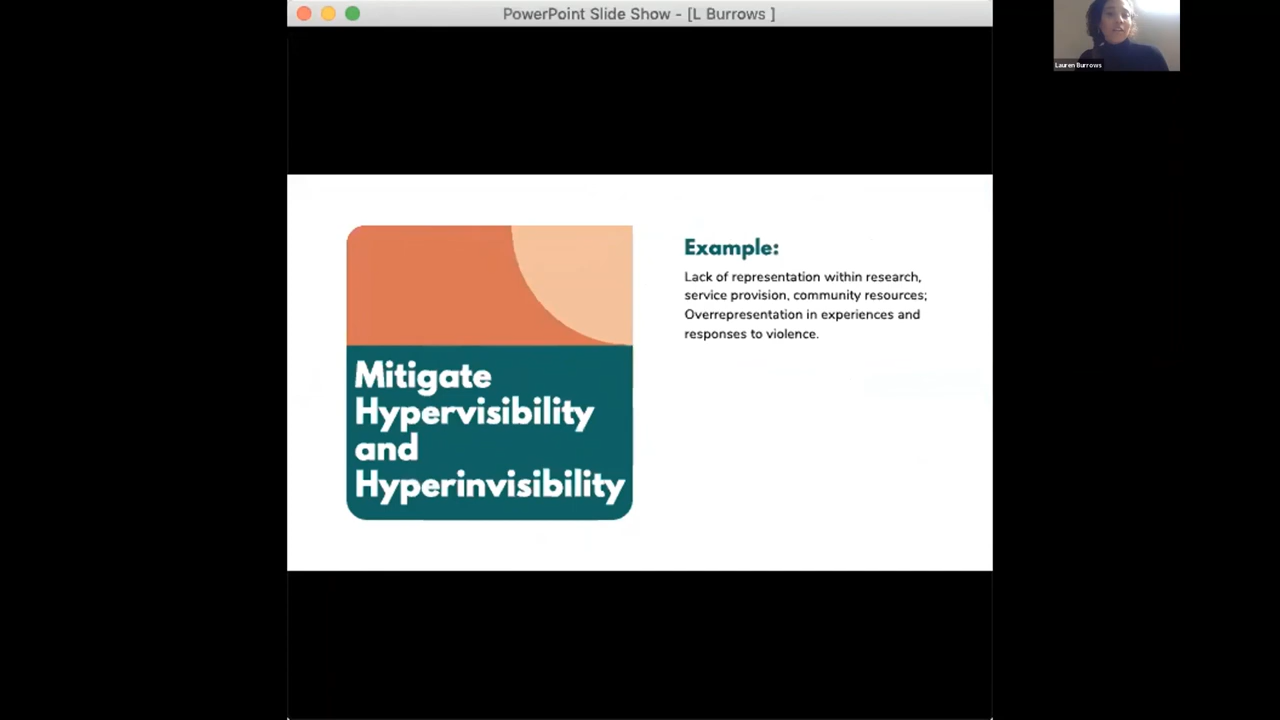 PowerPoint Slide Show - [L Burrows ]
Lauren Burrows
Mitigate
Hypervisibility
and
Hyperinvisibility
Example:
Lack of representation within research,
service provision, community resources;
Overrepresentation in experiences and
responses to violence.